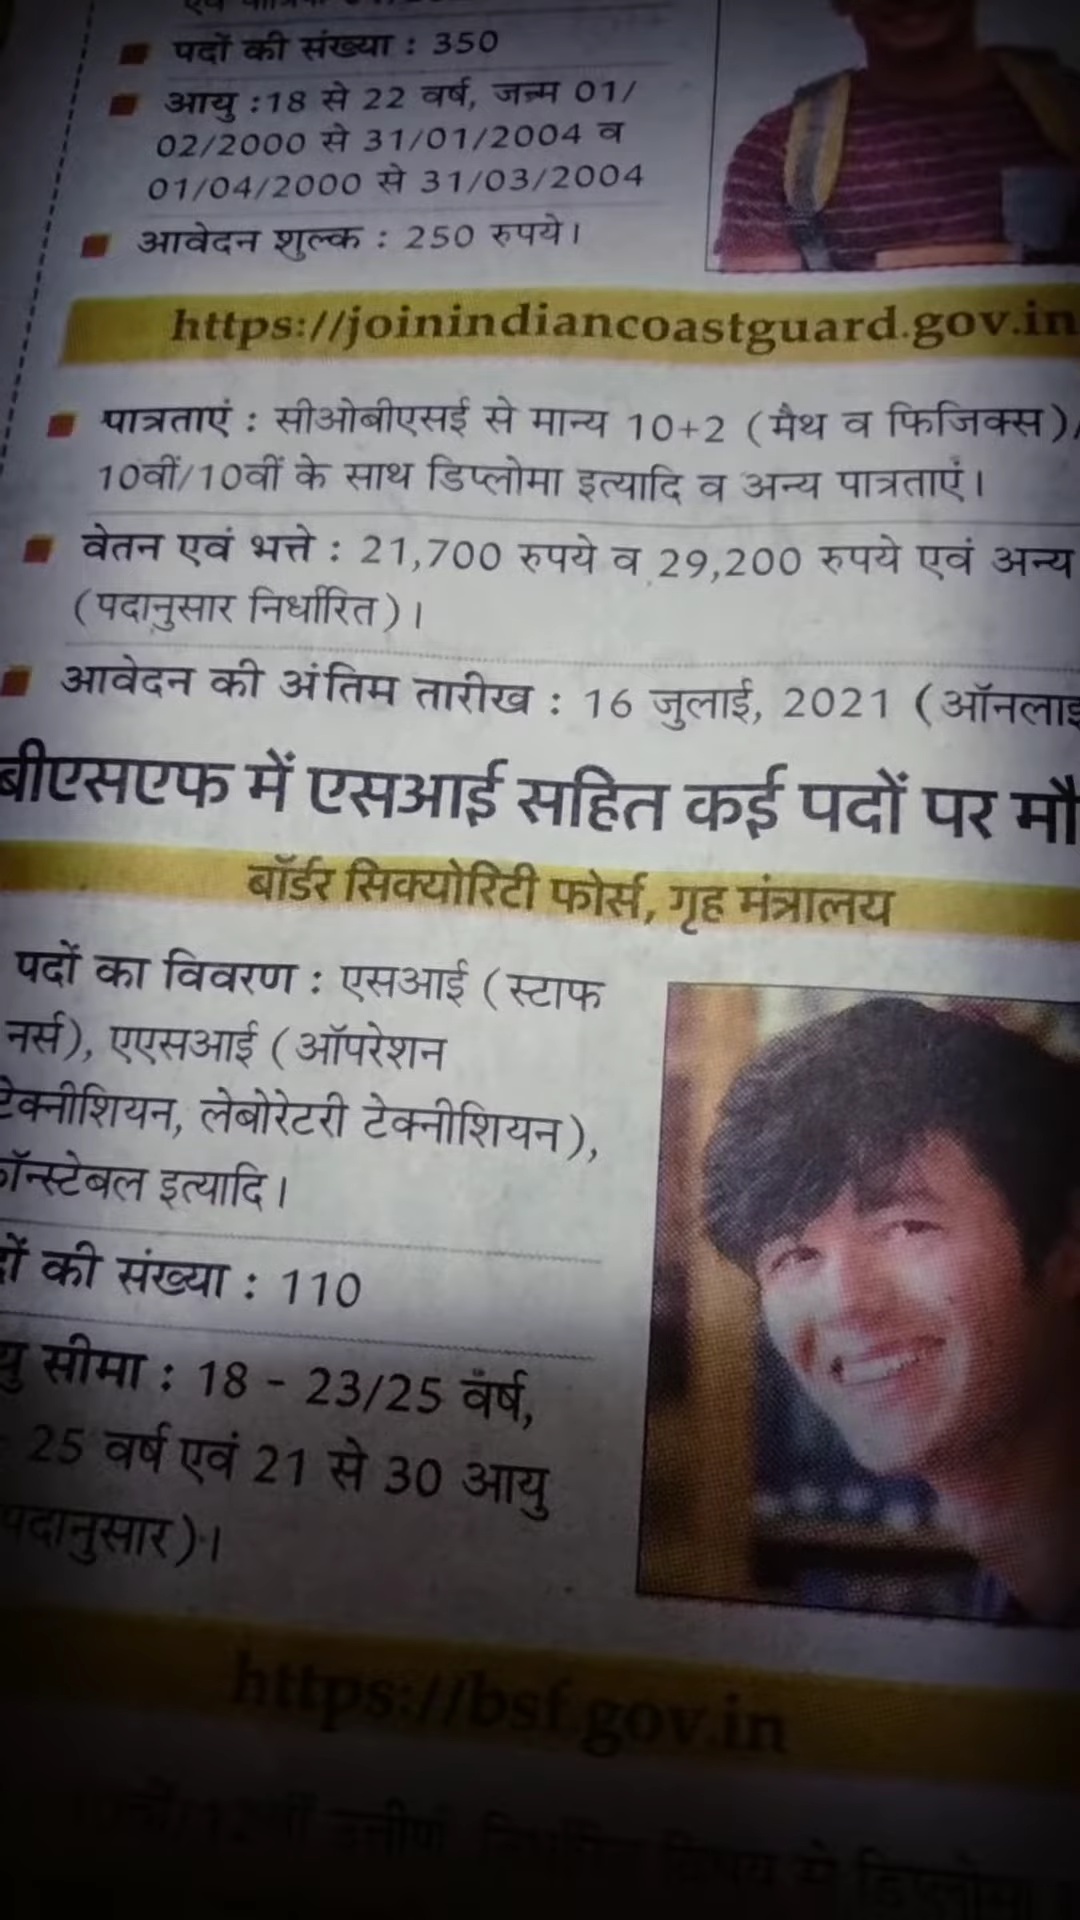 पदों की संख्या : 350
आयु :18 से 22 वर्ष, जन्म 01/
02/2000 से 31/01/2004 व
01/04/2000 से 31/03/2004
आवेदन शुल्क : 250 रुपये।
https://joinindiancoastguard.gov.in
पात्रताएं : सीओबीएसई से मान्य 10+2 (मैथ व फिजिक्स)/
10वीं/10वीं के साथ डिप्लोमा इत्यादि व अन्य पात्रताएं।
वेतन एवं भत्ते : 21,700 रुपये व 29,200 रुपये एवं अन्य
(पदानुसार निर्धारित)।
आवेदन की अंतिम तारीख : 16 जुलाई, 2021 (ऑनलाइ
बीएसएफ में एसआई सहित कई पदों पर मौ
बॉर्डर सिक्योरिटी फोर्स, गृह मंत्रालय
पदों का विवरण : एसआई (स्टाफ
नर्स), एएसआई (ऑपरेशन
टेक्नीशियन, लेबोरेटरी टेक्नीशियन),
कॉन्स्टेबल इत्यादि।
की संख्या : 110
सीमा : 18 - 23/25 वर्ष,
25 वर्ष एवं 21 से 30 आयु
पदानुसार)।
https://bsf.gov.in
उत्तीर्ण, निर्धारित विषय में डिप्लोमा